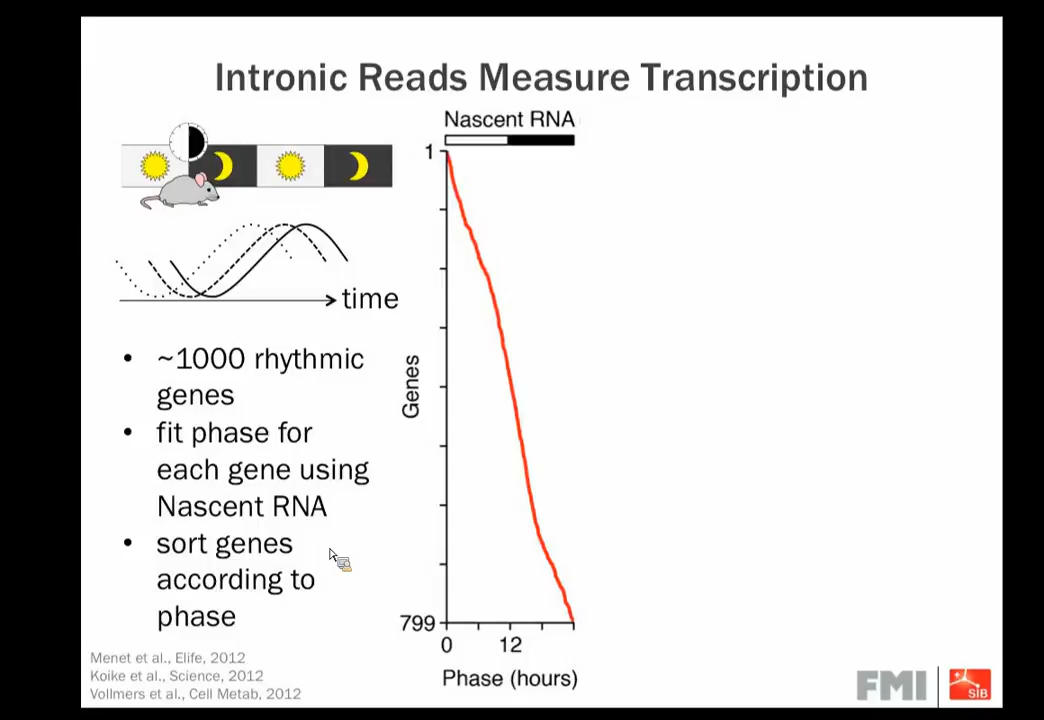 Intronic Reads Measure Transcription
Nascent RNA
time
• ~1000 rhythmic
genes
• fit phase for
each gene using
Nascent RNA
• sort genes
according to
phase
1
Genes
799
0 12
Phase (hours)
Menet et al., Elife, 2012
Koike et al., Science, 2012
Vollmers et al., Cell Metab, 2012
FMI
SIB